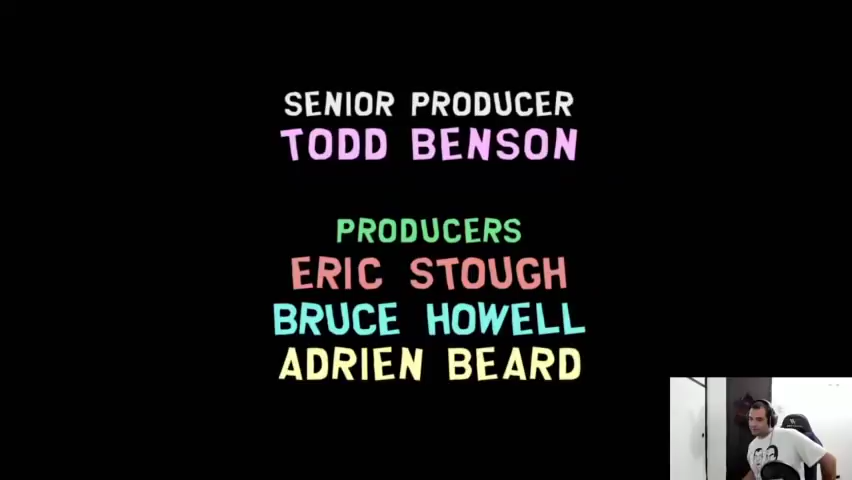 SENIOR PRODUCER
TODD BENSON
PRODUCERS
ERIC STOUGH
BRUCE HOWELL
ADRIEN BEARD